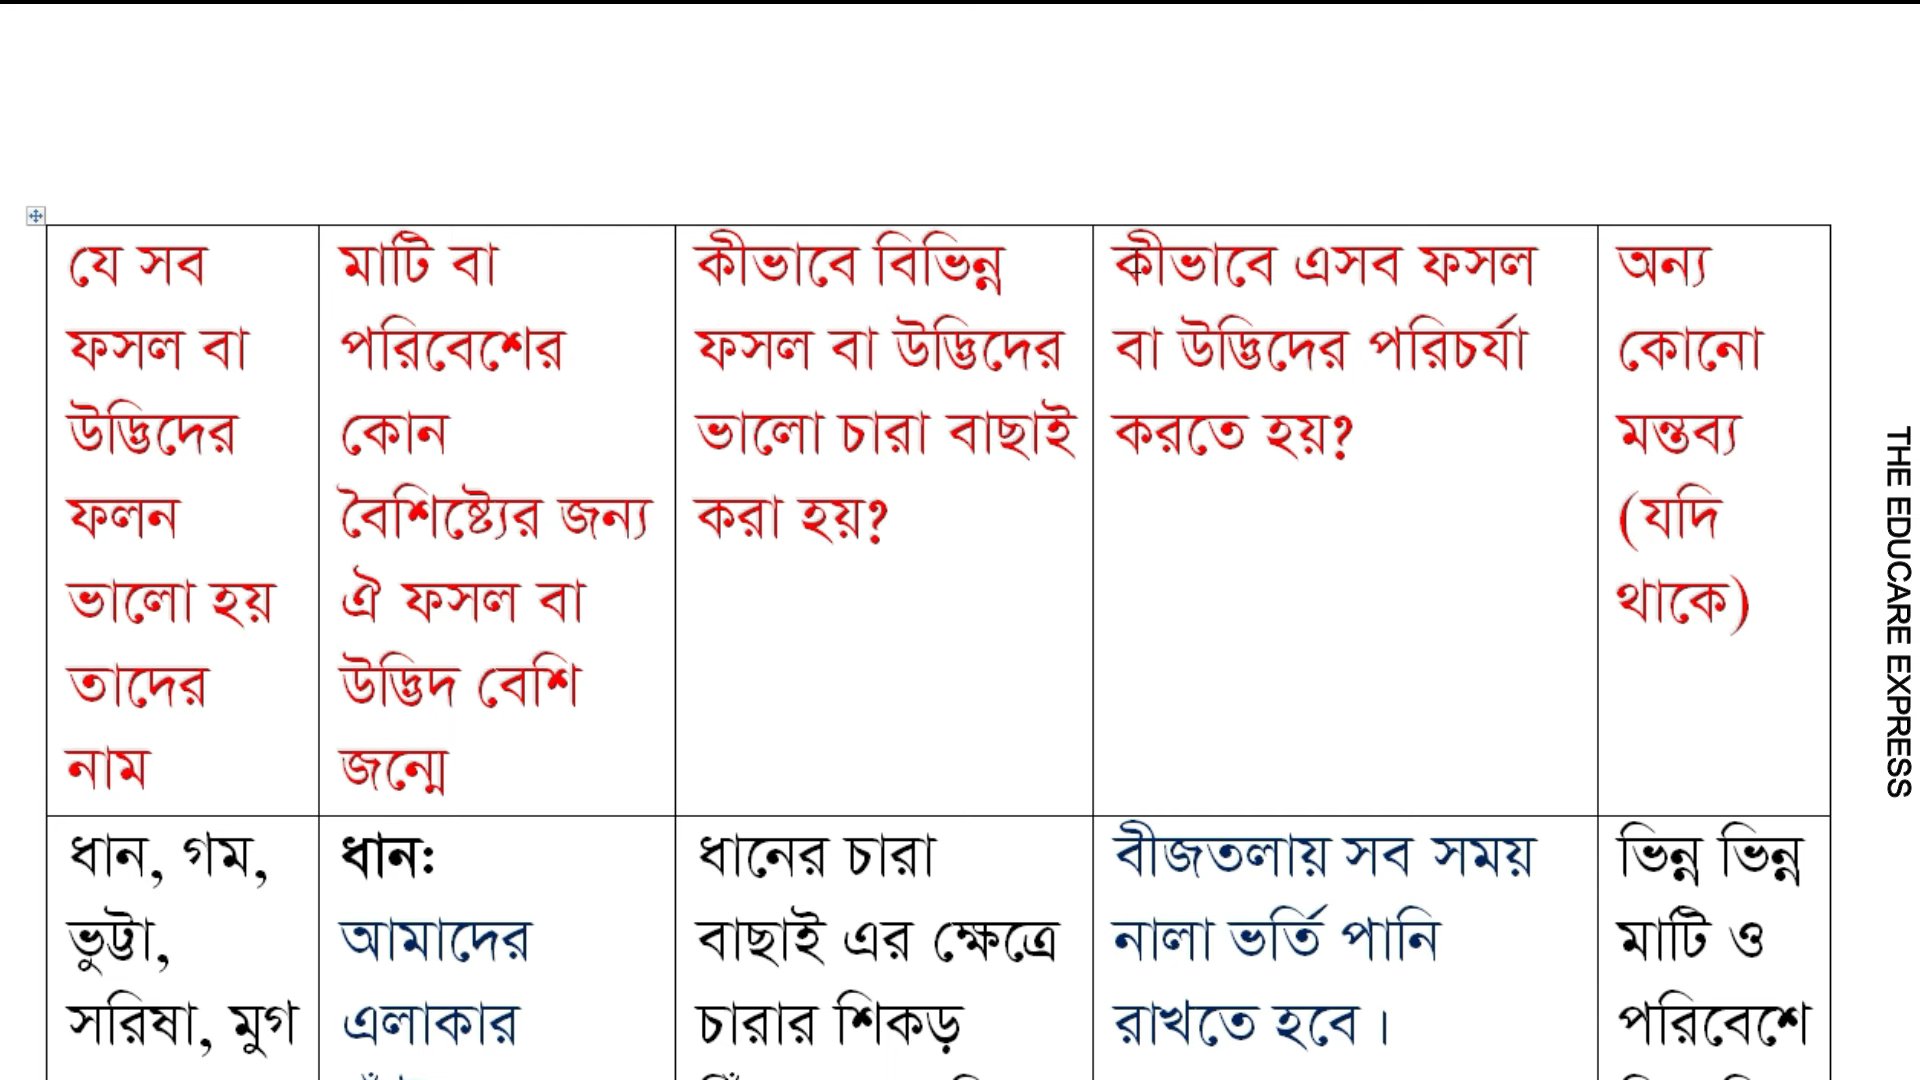 যে সব
ফসল বা
উদ্ভিদের
ফলন
ভালো হয়
তাদের
নাম
মাটি বা
পরিবেশের
কোন
বৈশিষ্ট্যের জন্য
ঐ ফসল বা
উদ্ভিদ বেশি
জন্মে
কীভাবে বিভিন্ন
ফসল বা উদ্ভিদের
ভালো চারা বাছাই
করা হয়?
কীভাবে এসব ফসল
বা উদ্ভিদের পরিচর্যা
করতে হয়?
অন্য
কোনো
মন্তব্য
(যদি
থাকে)
ধান, গম,
ভুট্টা,
সরিষা, মুগ
ধান:
আমাদের
এলাকার
ধানের চারা
বাছাই এর ক্ষেত্রে
চারার শিকড়
বীজতলায় সব সময়
নালা ভর্তি পানি
রাখতে হবে।
ভিন্ন ভিন্ন
মাটি ও
পরিবেশে
THE EDUCARE EXPRESS